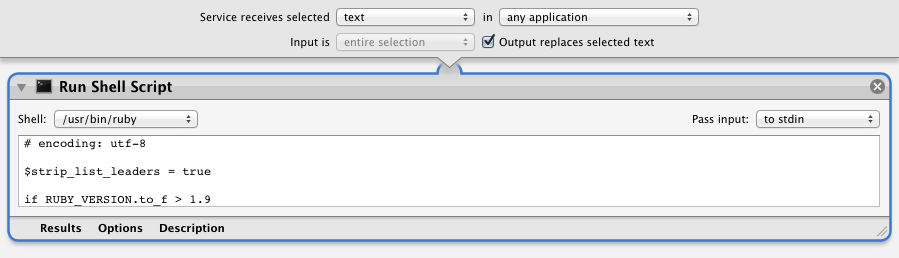 Service receives selected text in any application
Input is entire selection Output replaces selected text
Run Shell Script
Shell: /usr/bin/ruby Pass input: to stdin
# encoding: utf-8
$strip_list_leaders = true
if RUBY_VERSION.to_f > 1.9
Results Options Description